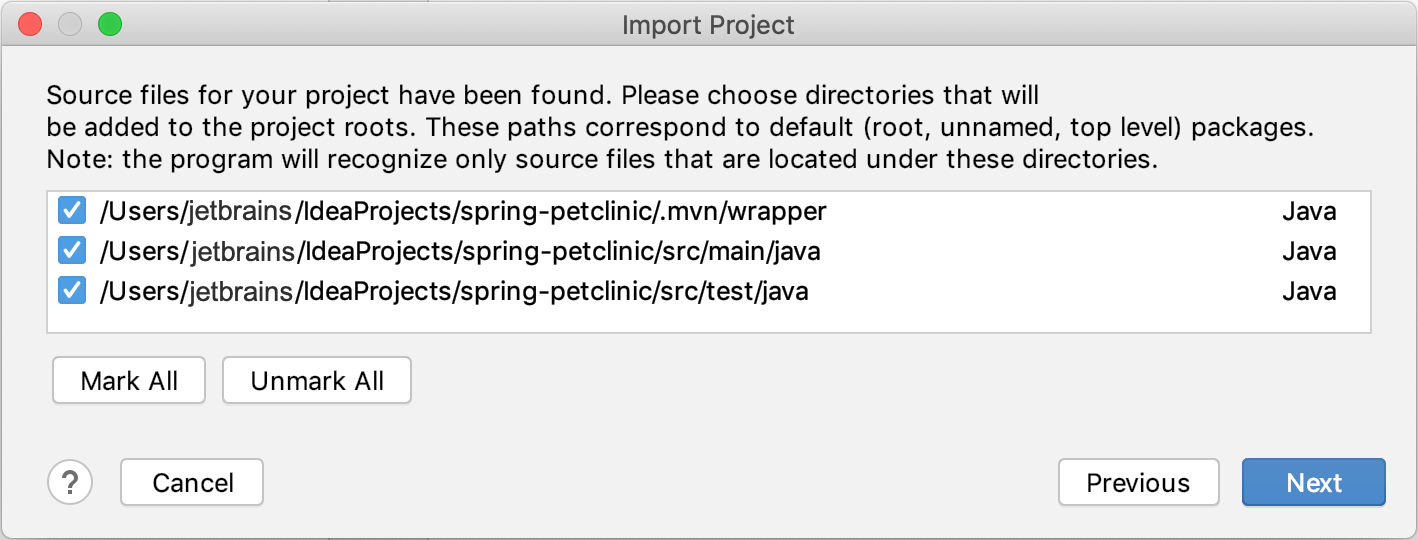 Import Project
Source files for your project have been found. Please choose directories that will
be added to the project roots. These paths correspond to default (root, unnamed, top level) packages.
Note: the program will recognize only source files that are located under these directories.
/Users/jetbrains/IdeaProjects/spring-petclinic/.mvn/wrapper Java
/Users/jetbrains/IdeaProjects/spring-petclinic/src/main/java Java
/Users/jetbrains/IdeaProjects/spring-petclinic/src/test/java Java
Mark All Unmark All
? Cancel Previous Next